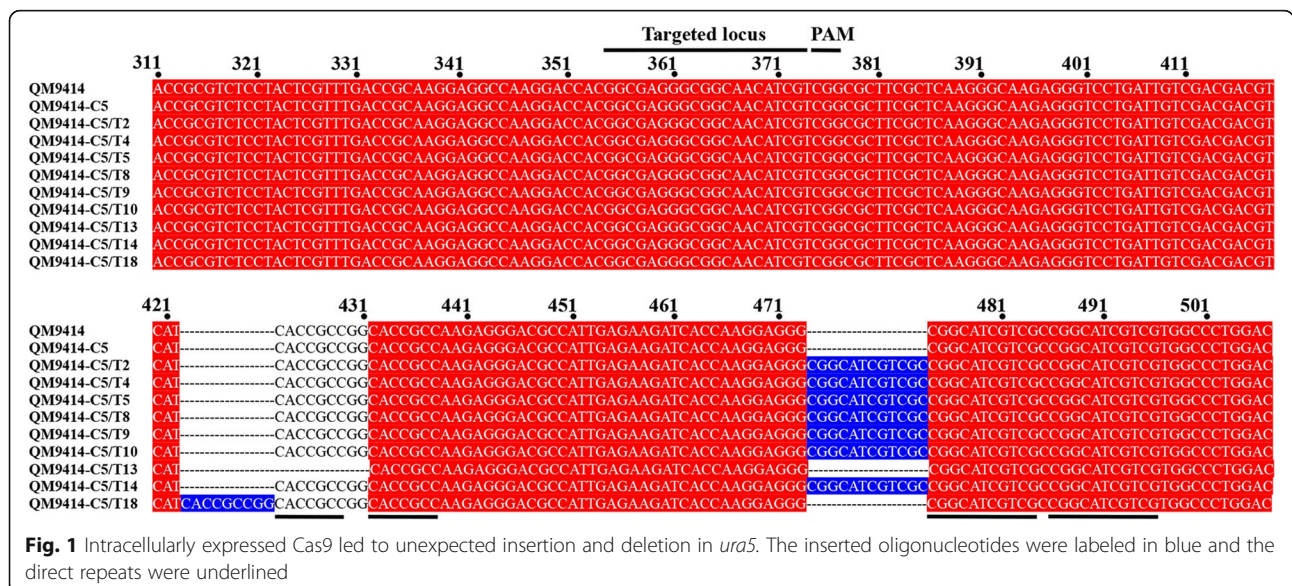 Targeted locus PAM
311 321 331 341 351 361 371 381 391 401 411
QM9414 ACCGCGTCTCCTACTCGTTTGACCGCAAGGAGGCCAAGGACCACGGCGAGGGCGGCAACATCGTCGGCGCTTCGCTCAAGGGCAAGAGGGTCCTGATTGTCGACGACGT
QM9414-C5 ACCGCGTCTCCTACTCGTTTGACCGCAAGGAGGCCAAGGACCACGGCGAGGGCGGCAACATCGTCGGCGCTTCGCTCAAGGGCAAGAGGGTCCTGATTGTCGACGACGT
QM9414-C5/T2 ACCGCGTCTCCTACTCGTTTGACCGCAAGGAGGCCAAGGACCACGGCGAGGGCGGCAACATCGTCGGCGCTTCGCTCAAGGGCAAGAGGGTCCTGATTGTCGACGACGT
QM9414-C5/T4 ACCGCGTCTCCTACTCGTTTGACCGCAAGGAGGCCAAGGACCACGGCGAGGGCGGCAACATCGTCGGCGCTTCGCTCAAGGGCAAGAGGGTCCTGATTGTCGACGACGT
QM9414-C5/T5 ACCGCGTCTCCTACTCGTTTGACCGCAAGGAGGCCAAGGACCACGGCGAGGGCGGCAACATCGTCGGCGCTTCGCTCAAGGGCAAGAGGGTCCTGATTGTCGACGACGT
QM9414-C5/T8 ACCGCGTCTCCTACTCGTTTGACCGCAAGGAGGCCAAGGACCACGGCGAGGGCGGCAACATCGTCGGCGCTTCGCTCAAGGGCAAGAGGGTCCTGATTGTCGACGACGT
QM9414-C5/T9 ACCGCGTCTCCTACTCGTTTGACCGCAAGGAGGCCAAGGACCACGGCGAGGGCGGCAACATCGTCGGCGCTTCGCTCAAGGGCAAGAGGGTCCTGATTGTCGACGACGT
QM9414-C5/T10 ACCGCGTCTCCTACTCGTTTGACCGCAAGGAGGCCAAGGACCACGGCGAGGGCGGCAACATCGTCGGCGCTTCGCTCAAGGGCAAGAGGGTCCTGATTGTCGACGACGT
QM9414-C5/T13 ACCGCGTCTCCTACTCGTTTGACCGCAAGGAGGCCAAGGACCACGGCGAGGGCGGCAACATCGTCGGCGCTTCGCTCAAGGGCAAGAGGGTCCTGATTGTCGACGACGT
QM9414-C5/T14 ACCGCGTCTCCTACTCGTTTGACCGCAAGGAGGCCAAGGACCACGGCGAGGGCGGCAACATCGTCGGCGCTTCGCTCAAGGGCAAGAGGGTCCTGATTGTCGACGACGT
QM9414-C5/T18 ACCGCGTCTCCTACTCGTTTGACCGCAAGGAGGCCAAGGACCACGGCGAGGGCGGCAACATCGTCGGCGCTTCGCTCAAGGGCAAGAGGGTCCTGATTGTCGACGACGT
421 431 441 451 461 471 481 491 501
QM9414 CAT---------------CACCGCCGGCACCGCCAAGAGGGACGCCATTGAGAAGATCACCAAGGAGGG-------------------CGGCATCGTCGCCGGCATCGTCGTGGCCCTGGAC
QM9414-C5 CAT---------------CACCGCCGGCACCGCCAAGAGGGACGCCATTGAGAAGATCACCAAGGAGGG-------------------CGGCATCGTCGCCGGCATCGTCGTGGCCCTGGAC
QM9414-C5/T2 CAT---------------CACCGCCGGCACCGCCAAGAGGGACGCCATTGAGAAGATCACCAAGGAGGGCGGCATCGTCGCCGGCATCGTCGCCGGCATCGTCGTGGCCCTGGAC
QM9414-C5/T4 CAT---------------CACCGCCGGCACCGCCAAGAGGGACGCCATTGAGAAGATCACCAAGGAGGGCGGCATCGTCGCCGGCATCGTCGCCGGCATCGTCGTGGCCCTGGAC
QM9414-C5/T5 CAT---------------CACCGCCGGCACCGCCAAGAGGGACGCCATTGAGAAGATCACCAAGGAGGGCGGCATCGTCGCCGGCATCGTCGCCGGCATCGTCGTGGCCCTGGAC
QM9414-C5/T8 CAT---------------CACCGCCGGCACCGCCAAGAGGGACGCCATTGAGAAGATCACCAAGGAGGGCGGCATCGTCGCCGGCATCGTCGCCGGCATCGTCGTGGCCCTGGAC
QM9414-C5/T9 CAT---------------CACCGCCGGCACCGCCAAGAGGGACGCCATTGAGAAGATCACCAAGGAGGGCGGCATCGTCGCCGGCATCGTCGCCGGCATCGTCGTGGCCCTGGAC
QM9414-C5/T10 CAT---------------CACCGCCGGCACCGCCAAGAGGGACGCCATTGAGAAGATCACCAAGGAGGGCGGCATCGTCGCCGGCATCGTCGCCGGCATCGTCGTGGCCCTGGAC
QM9414-C5/T13 CAT------------------------------CACCGCCAAGAGGGACGCCATTGAGAAGATCACCAAGGAGGG-------------------CGGCATCGTCGCCGGCATCGTCGTGGCCCTGGAC
QM9414-C5/T14 CAT---------------CACCGCCGGCACCGCCAAGAGGGACGCCATTGAGAAGATCACCAAGGAGGGCGGCATCGTCGCCGGCATCGTCGCCGGCATCGTCGTGGCCCTGGAC
QM9414-C5/T18 CATCACCGCCGGCACCGCCGGCACCGCCAAGAGGGACGCCATTGAGAAGATCACCAAGGAGGG-------------------CGGCATCGTCGCCGGCATCGTCGTGGCCCTGGAC
Fig. 1 Intracellularly expressed Cas9 led to unexpected insertion and deletion in ura5. The inserted oligonucleotides were labeled in blue and the
direct repeats were underlined